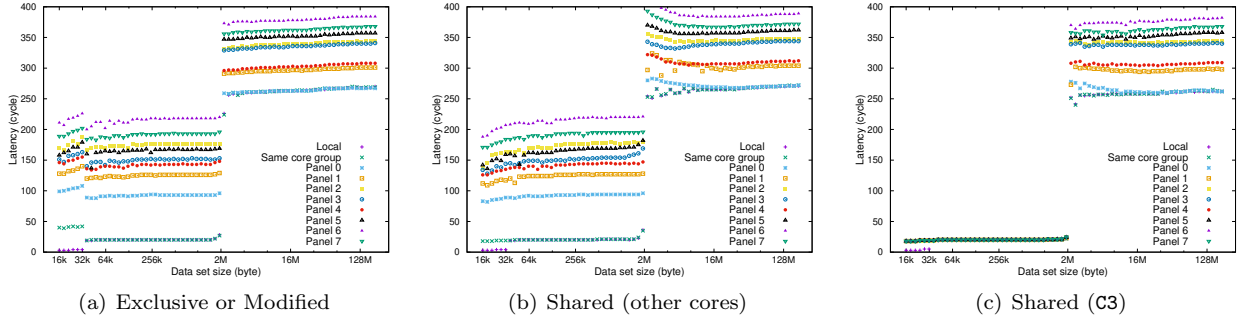 400
350
300
250
200
150
100
50
0
Latency (cycle)
16k 32k 64k 256k 2M 16M 128M
Data set size (byte)
Local
Same core group
Panel 0
Panel 1
Panel 2
Panel 3
Panel 4
Panel 5
Panel 6
Panel 7
(a) Exclusive or Modified
400
350
300
250
200
150
100
50
0
Latency (cycle)
16k 32k 64k 256k 2M 16M 128M
Data set size (byte)
Local
Same core group
Panel 0
Panel 1
Panel 2
Panel 3
Panel 4
Panel 5
Panel 6
Panel 7
(b) Shared (other cores)
400
350
300
250
200
150
100
50
0
Latency (cycle)
16k 32k 64k 256k 2M 16M 128M
Data set size (byte)
Local
Same core group
Panel 0
Panel 1
Panel 2
Panel 3
Panel 4
Panel 5
Panel 6
Panel 7
(c) Shared (C3)